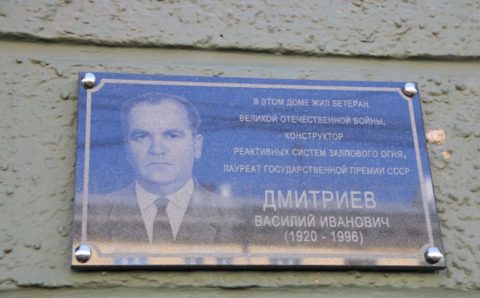 В ЭТОМ ДОМЕ ЖИЛ ВЕТЕРАН
ВЕЛИКОЙ ОТЕЧЕСТВЕННОЙ ВОЙНЫ,
КОНСТРУКТОР
РЕАКТИВНЫХ СИСТЕМ ЗАЛПОВОГО ОГНЯ,
ЛАУРЕАТ ГОСУДАРСТВЕННОЙ ПРЕМИИ СССР
ДМИТРИЕВ
ВАСИЛИЙ ИВАНОВИЧ
(1920 - 1996)